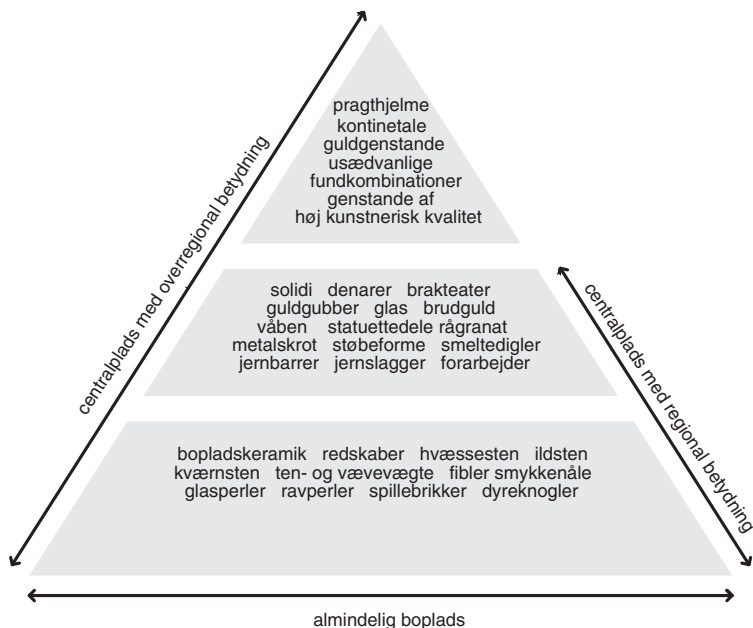 pragthjelme
kontinetale
guldgenstande
usædvanlige
fundkombinationer
genstande af
høj kunstnerisk kvalitet
centralplads med overregional betydning
solidi denarer brakteater
guldgubber glas brudguld
våben statuettedele rågranat
metalskrot støbeforme smeltedigler
jernbarrer jernslagger forarbejder
centralplads med regional betydning
bopladskeramik redskaber hvæssesten ildsten
kværnsten ten- og vævevægte fibler smykkenåle
glasperler ravperler spillebrikker dyreknogler
almindelig boplads